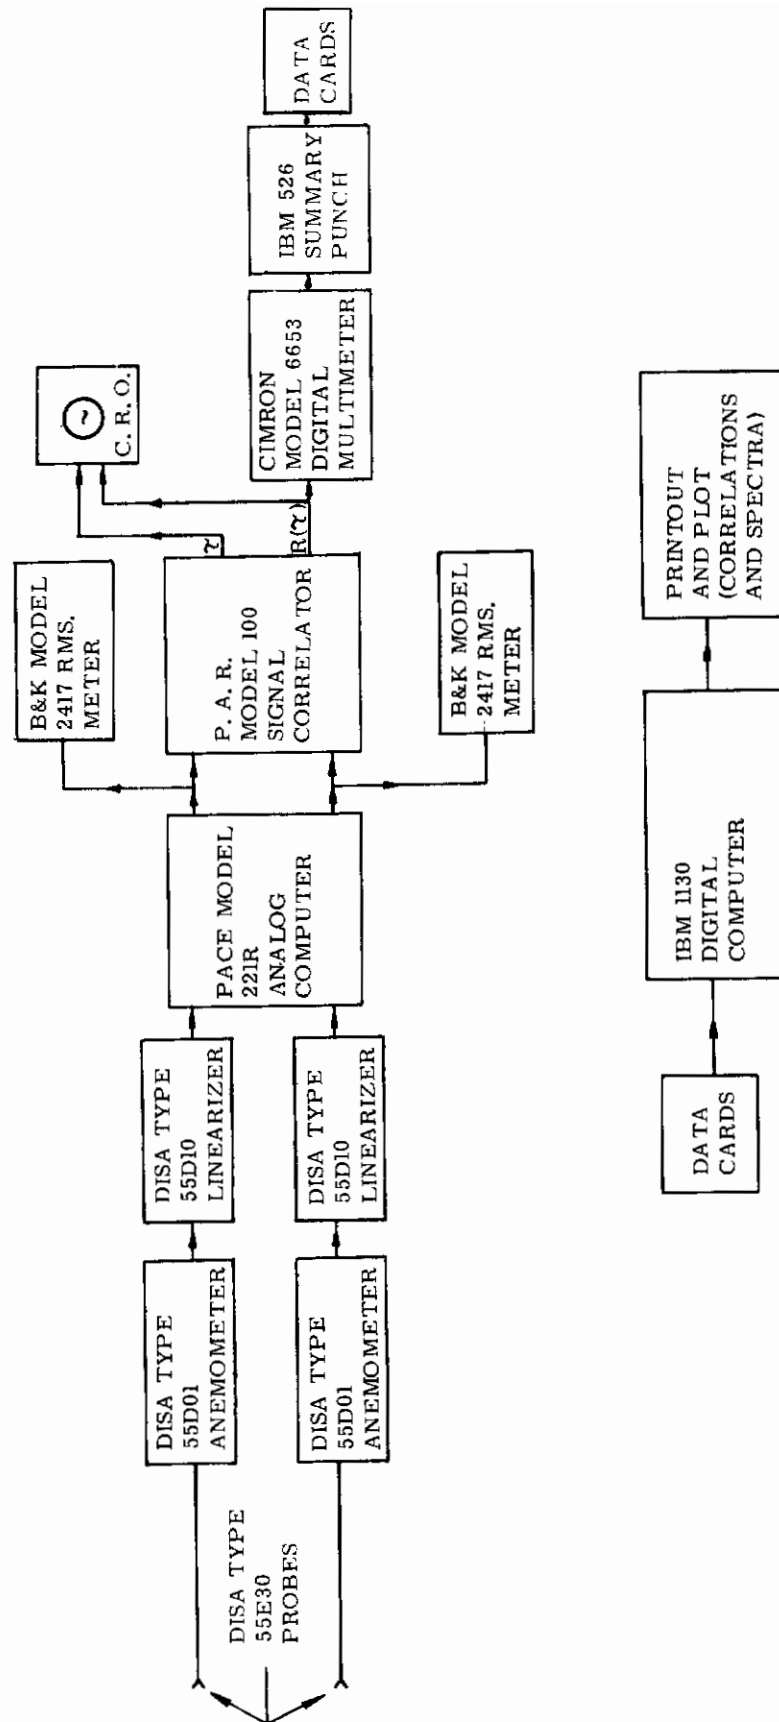 DISA TYPE
55E30
PROBES
DISA TYPE
55D01
ANEMOMETER
DISA TYPE
55D01
ANEMOMETER
DISA TYPE
55D10
LINEARIZER
DISA TYPE
55D10
LINEARIZER
PACE MODEL
221R
ANALOG
COMPUTER
B&K MODEL
2417 RMS.
METER
P. A. R.
MODEL 100
SIGNAL
CORRELATOR
B&K MODEL
2417 RMS.
METER
τ
R(τ)
~
C. R. O.
CIMRON
MODEL 6653
DIGITAL
MULTIMETER
IBM 526
SUMMARY
PUNCH
DATA
CARDS
DATA
CARDS
IBM 1130
DIGITAL
COMPUTER
PRINTOUT
AND PLOT
(CORRELATIONS
AND SPECTRA)